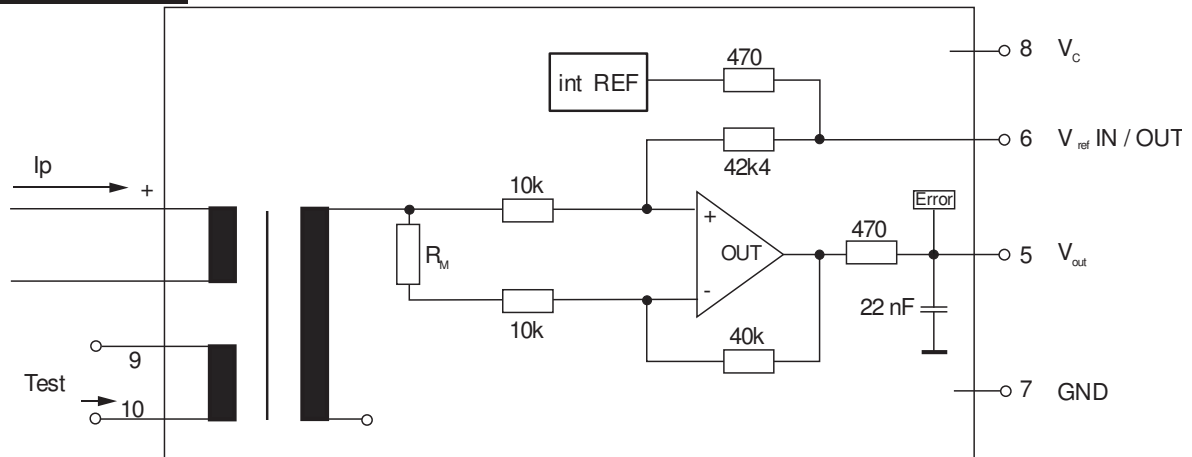 8 V_C
470
int REF
6 V_ref IN / OUT
42k4
Ip
+
10k
Error
+
470
OUT
5 V_out
R_M
-
10k
22 nF
40k
9
Test
10
7 GND